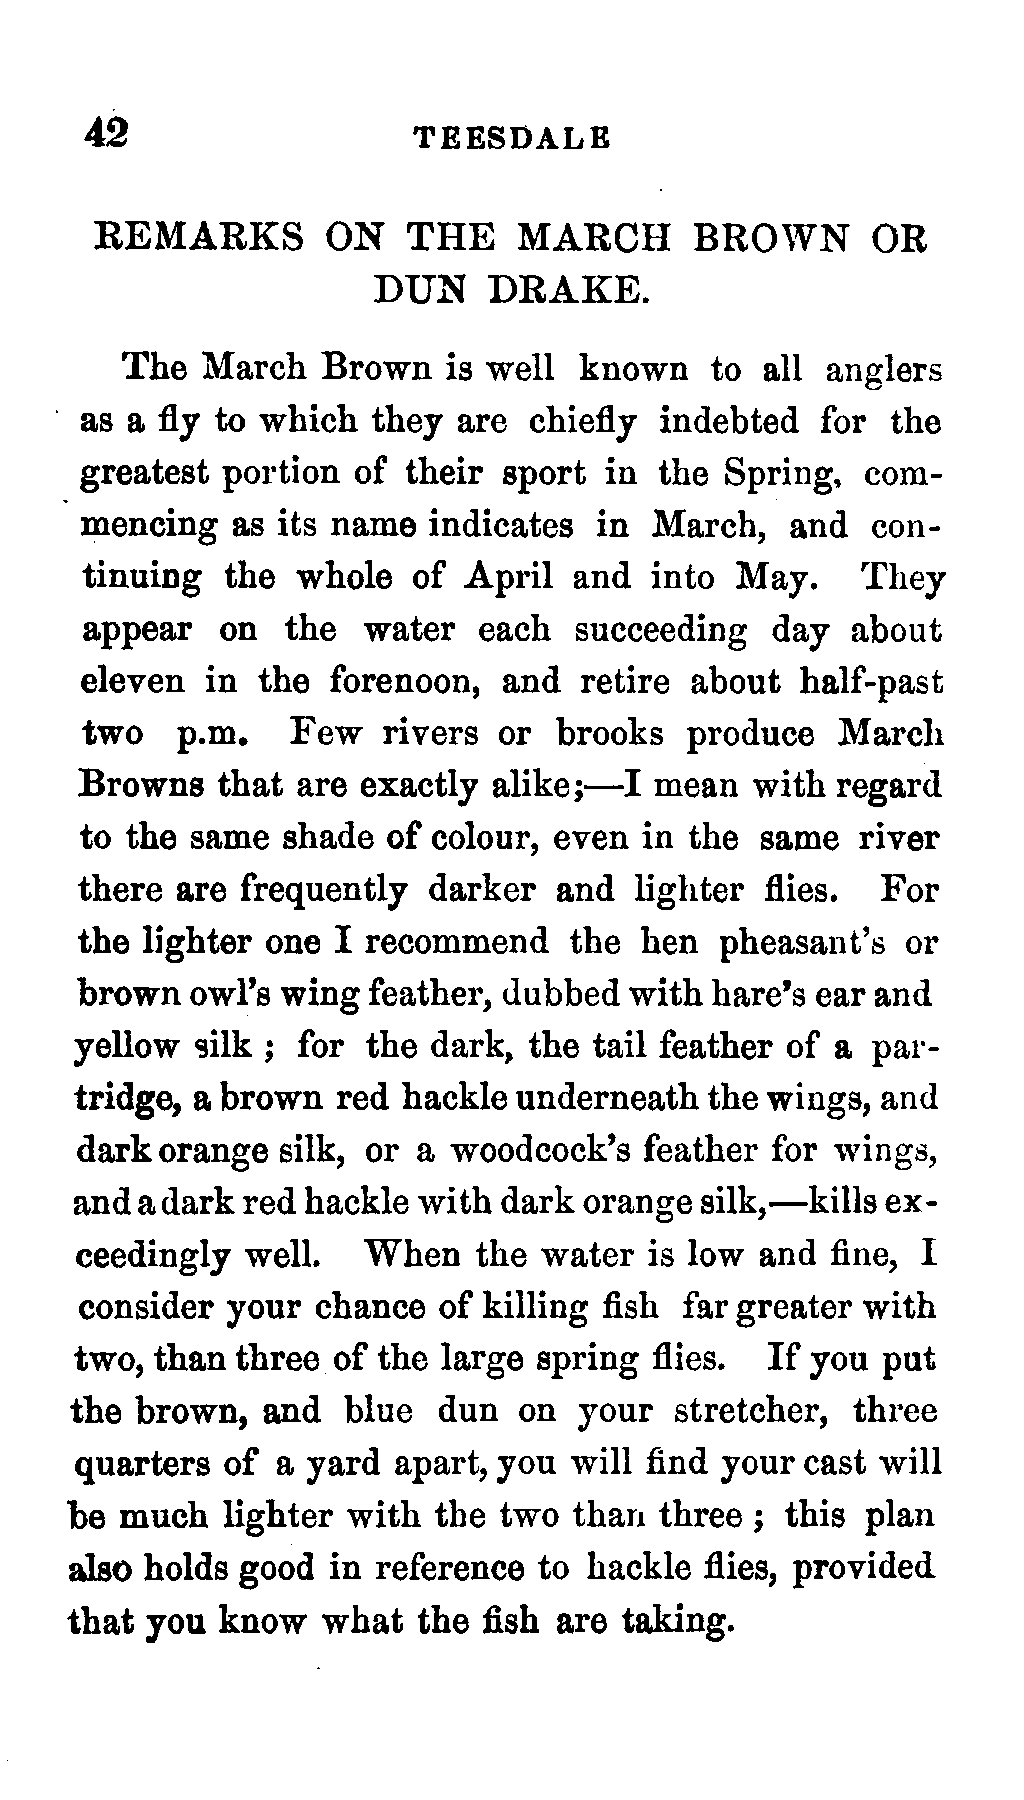 42 TEESDALE
REMARKS ON THE MARCH BROWN OR
DUN DRAKE.
The March Brown is well known to all anglers
as a fly to which they are chiefly indebted for the
greatest portion of their sport in the Spring, com-
mencing as its name indicates in March, and con-
tinuing the whole of April and into May. They
appear on the water each succeeding day about
eleven in the forenoon, and retire about half-past
two p.m. Few rivers or brooks produce March
Browns that are exactly alike;—I mean with regard
to the same shade of colour, even in the same river
there are frequently darker and lighter flies. For
the lighter one I recommend the hen pheasant's or
brown owl's wing feather, dubbed with hare's ear and
yellow silk ; for the dark, the tail feather of a par-
tridge, a brown red hackle underneath the wings, and
dark orange silk, or a woodcock's feather for wings,
and a dark red hackle with dark orange silk,—kills ex-
ceedingly well. When the water is low and fine, I
consider your chance of killing fish far greater with
two, than three of the large spring flies. If you put
the brown, and blue dun on your stretcher, three
quarters of a yard apart, you will find your cast will
be much lighter with the two than three ; this plan
also holds good in reference to hackle flies, provided
that you know what the fish are taking.